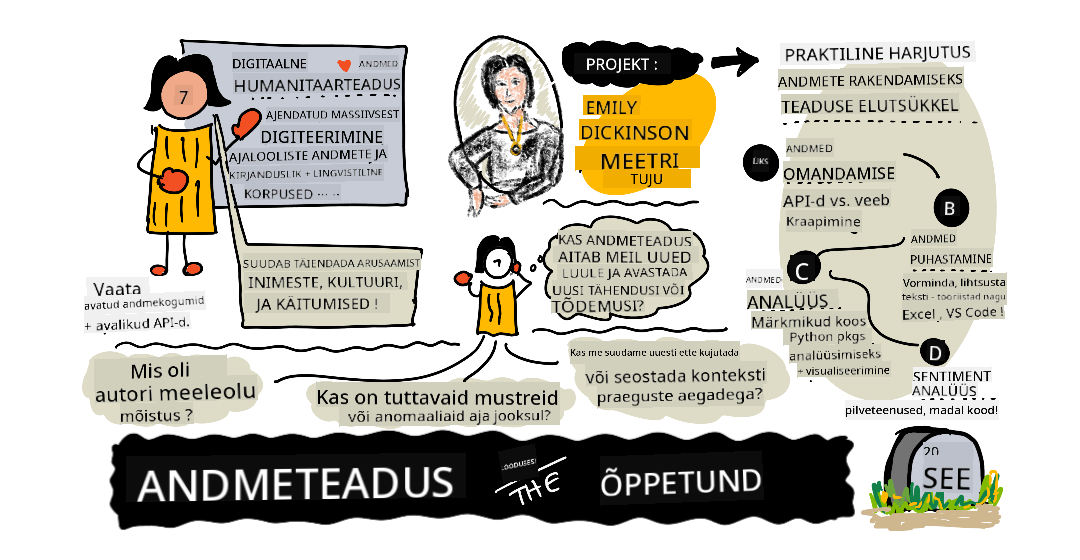 DIGITAALNE ANDMED
HUMANITAARTEADUS
AJENDATUD MASSIIVSEST
DIGITEERIMINE
AJALOOLISTE ANDMETE JA
KIRJANDUSLIK + LINGVISTILINE
KORPUSED ... ..
7
SUUDAB TÄIENDADA ARUSAAMIST
INIMESTE, KULTUURI,
JA KÄITUMISED !
Vaata
avatud andmekogumid
+ avalikud API-d.
PROJEKT :
EMILY
DICKINSON
MEETRI
TUJU
KAS ANDMETEADUS
AITAB MEIL UUED
LUULE JA AVASTADA
UUSI TÄHENDUSI VÕI
TÕDEMUSI?
7
PRAKTILINE HARJUTUS
ANDMETE RAKENDAMISEKS
TEADUSE ELUTSÜKKEL
ÜKS
ANDMED
OMANDAMISE
API-d vs. veeb
Kraapimine
B
ANDMED
PUHASTAMINE
Vorminda, lihtsusta
teksti - tööriistad nagu
Excel , VS Code !
C
ANDMED-
ANALÜÜS
Märkmikud koos
Python pkgs
analüüsimiseks
+ visualiseerimine
D
SENTIMENT
ANALÜÜS
pilveteenused, madal kood!
Mis oli
autori meeleolu
mõistus ?
Kas on tuttavaid mustreid
või anomaaliaid aja jooksul?
Kas me suudame uuesti ette kujutada
või seostada konteksti
praeguste aegadega?
ANDMETEADUS
LOODUSES!
THE
ÕPPETUND
20
SEE